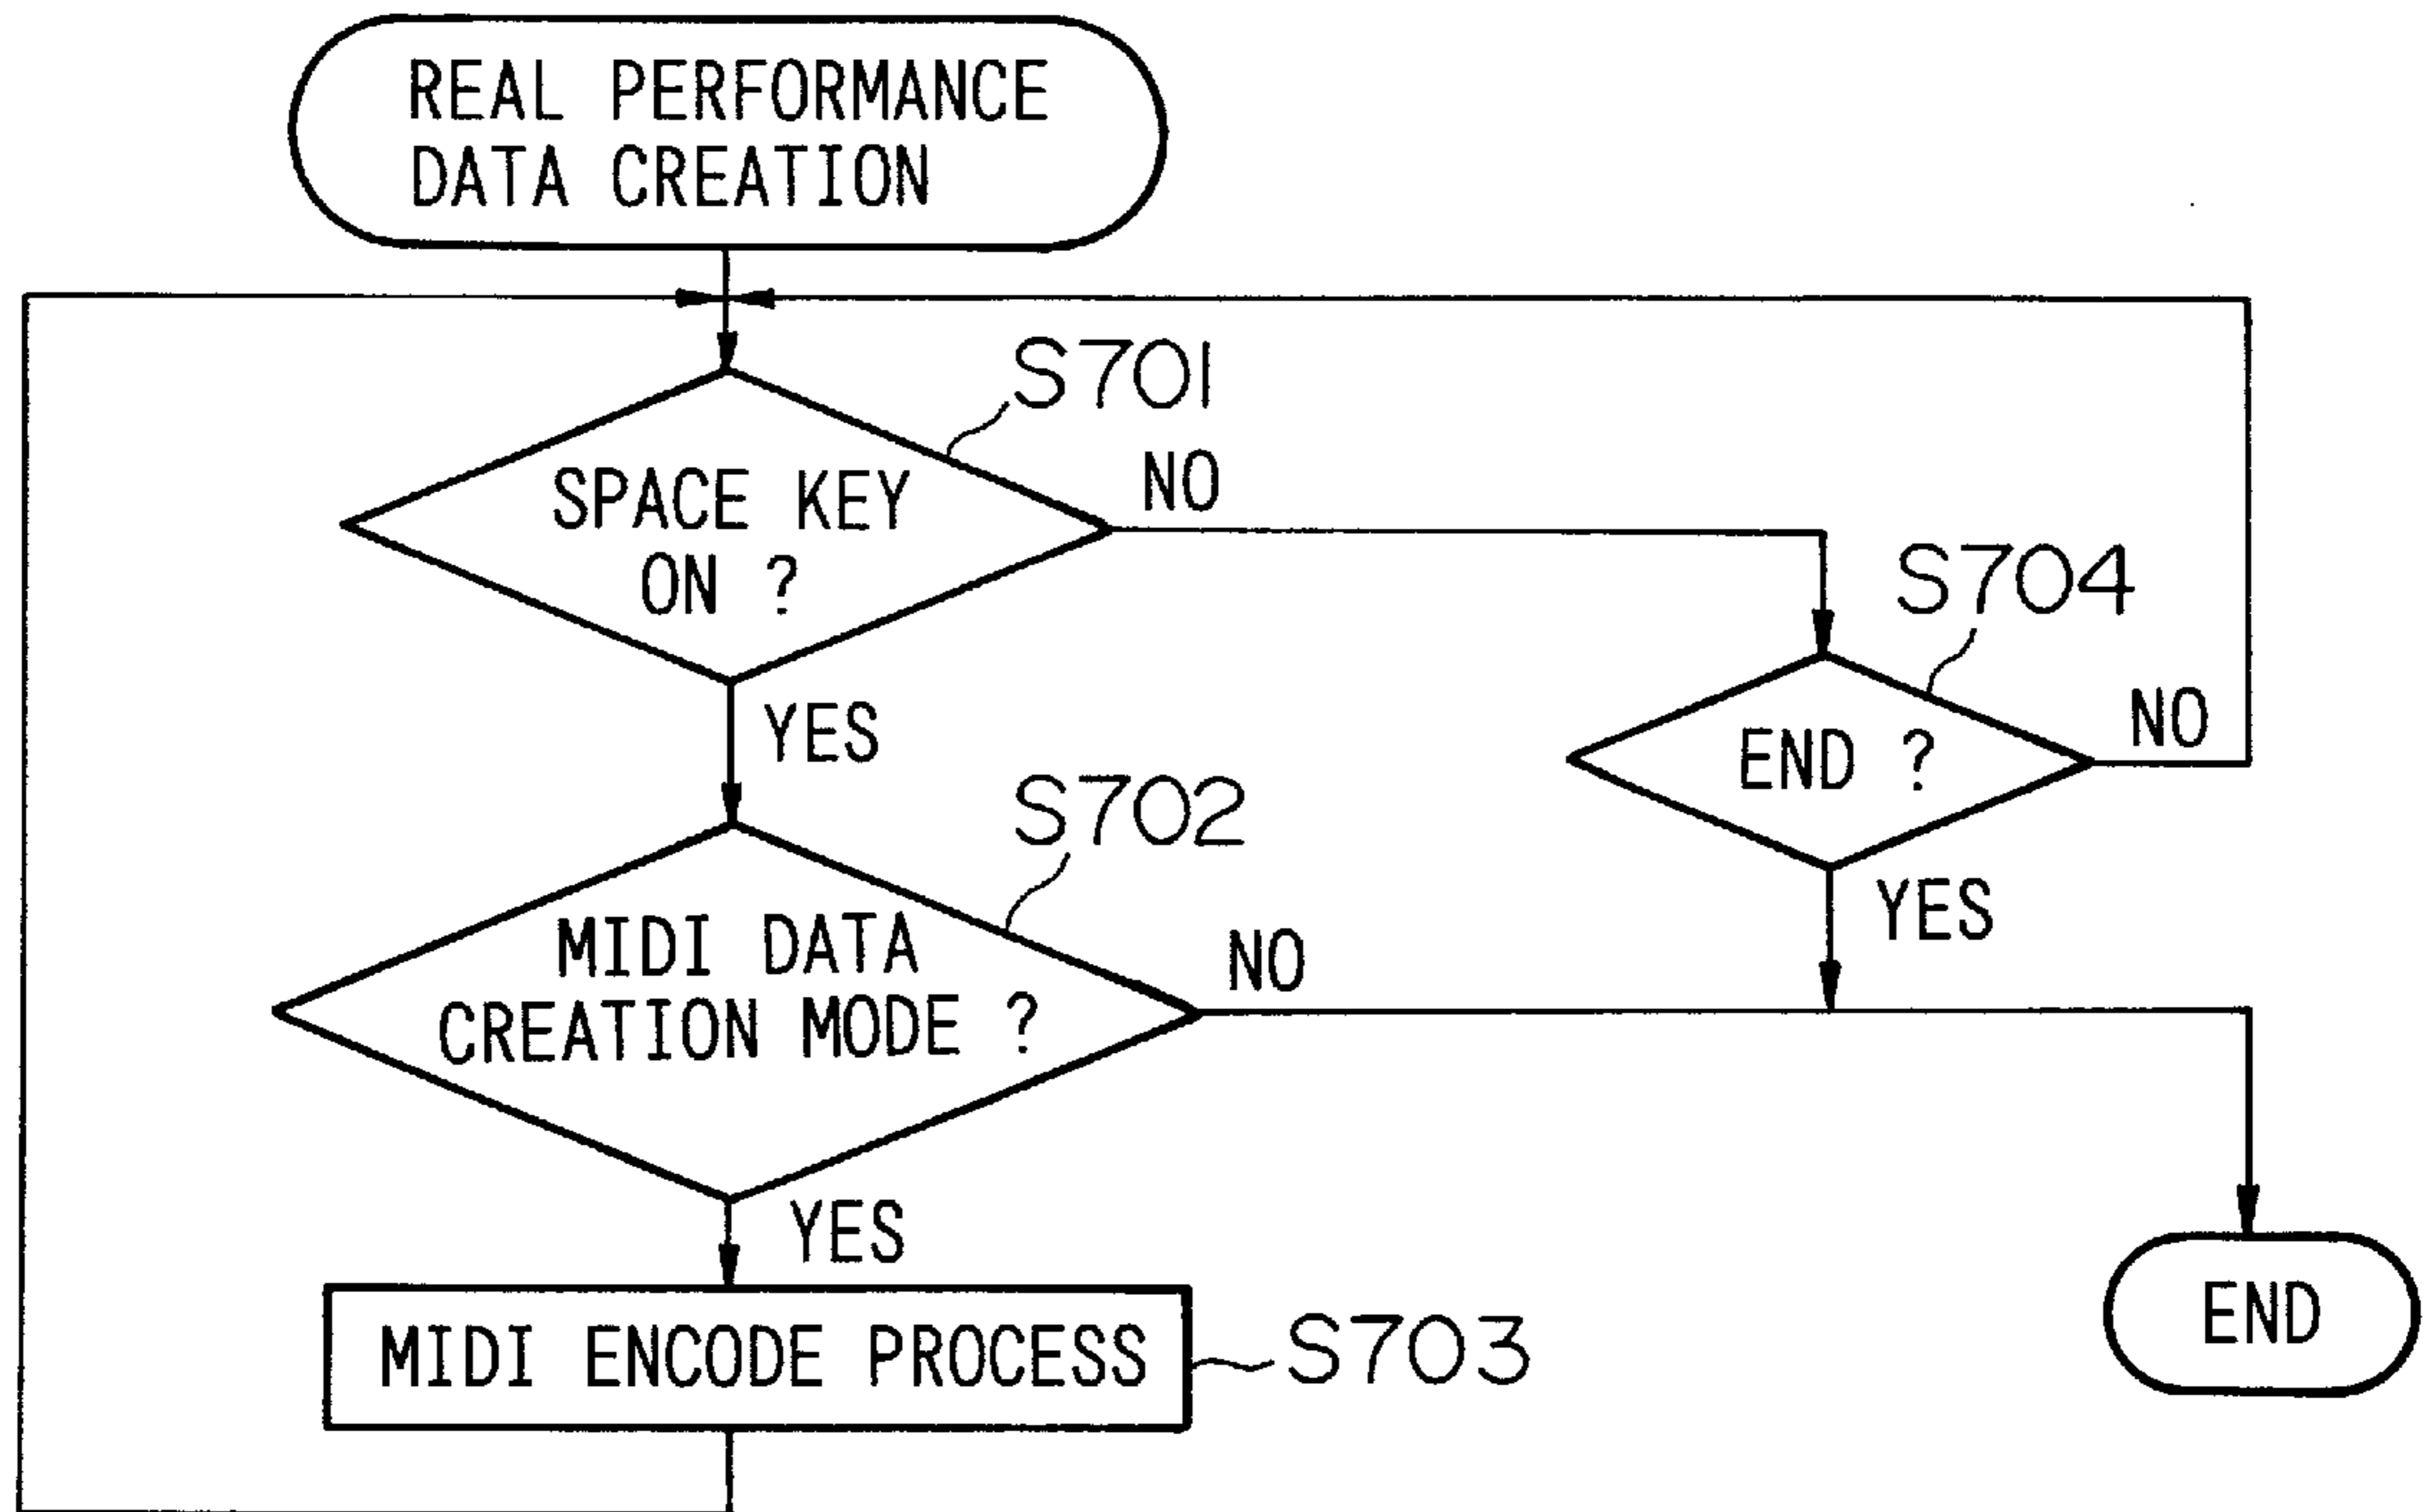 REAL PERFORMANCE
DATA CREATION
S701
SPACE KEY
ON ?
NO
YES
S704
END ?
NO
YES
S702
MIDI DATA
CREATION MODE ?
NO
YES
MIDI ENCODE PROCESS
S703
END